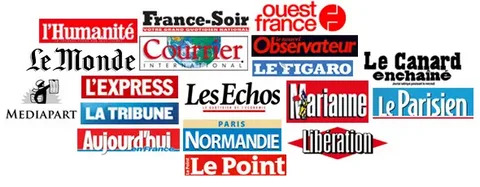 l'Humanité
France-Soir
VOTRE GRAND QUOTIDIEN NATIONAL
ouest
france
Le Monde
Courrier
INTERNATIONAL
le nouvel
Observateur
LE FIGARO
Le Canard
enchaîné
MEDIAPART
L'EXPRESS
LA TRIBUNE
Les Echos
LE QUOTIDIEN DE L'ÉCONOMIE
Marianne
Le Parisien
Aujourd'hui
en France
PARIS
NORMANDIE
Libération
Le Point